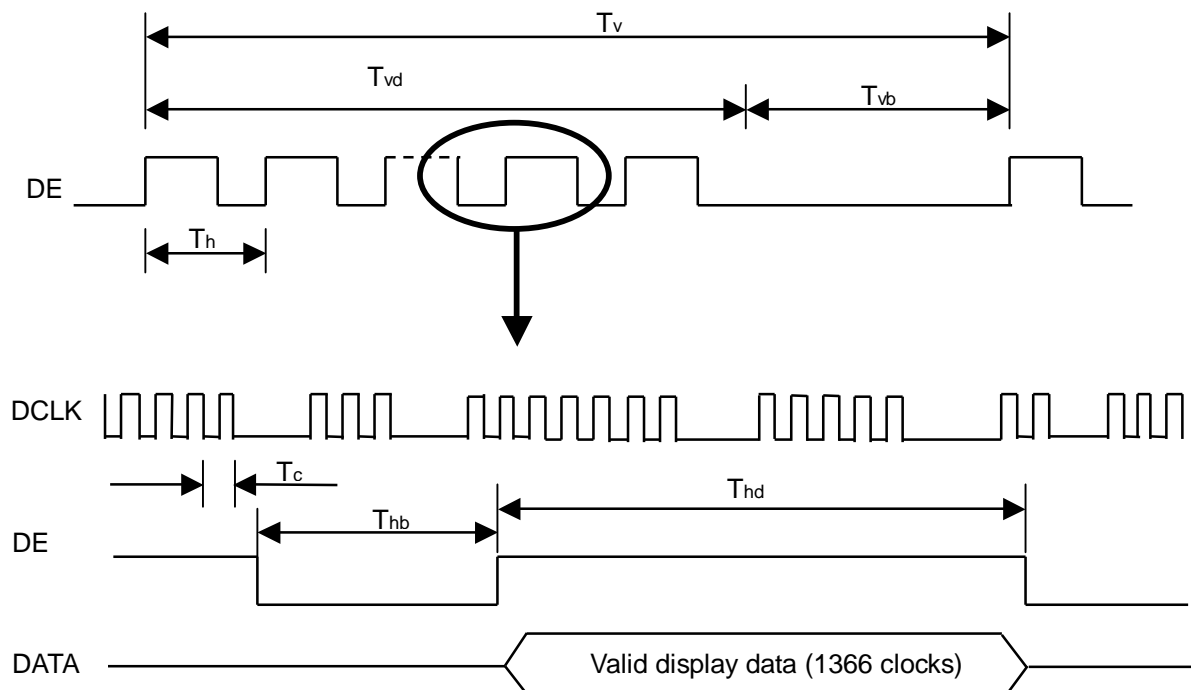 Tv
Tvd
Tvb
DE
Th
DCLK
Tc
Thd
Thb
DE
DATA
Valid display data (1366 clocks)